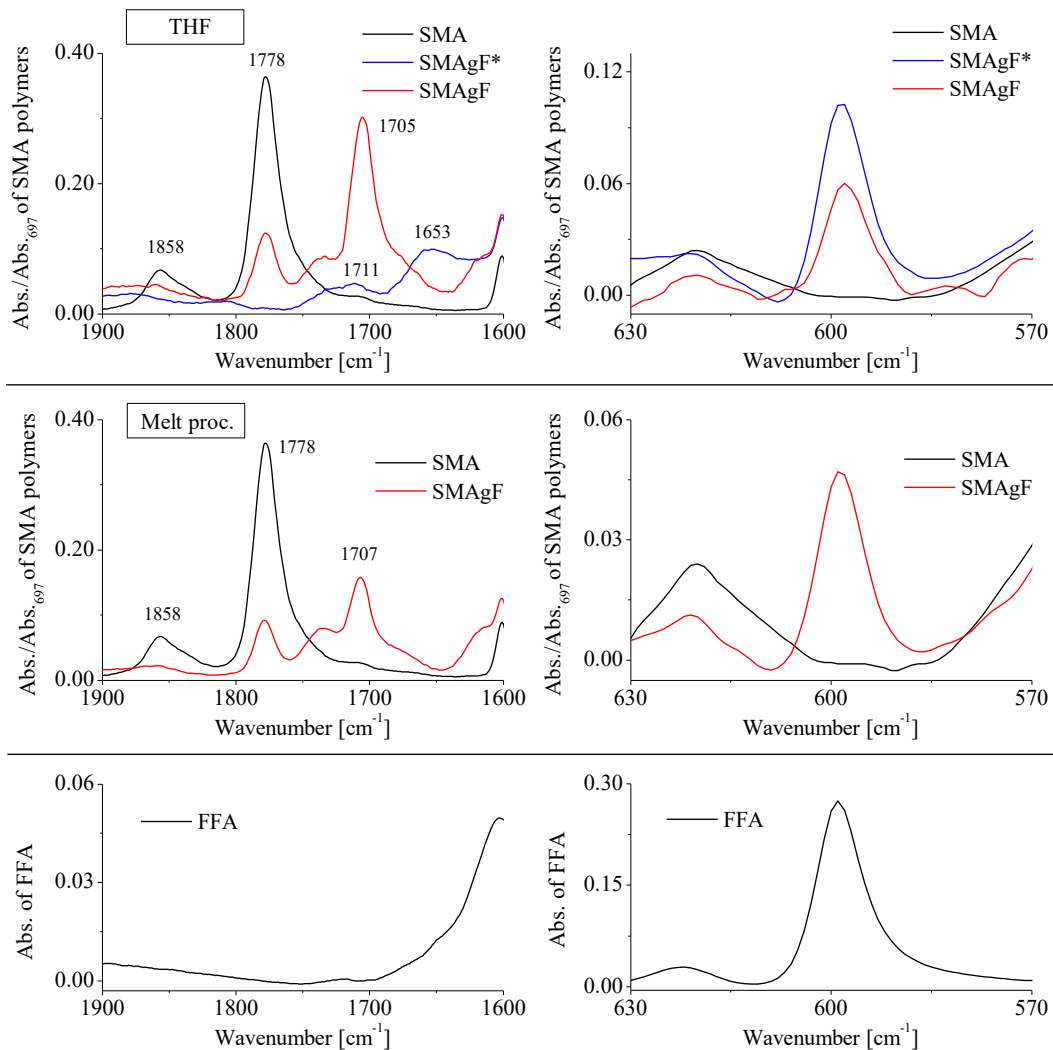 THF
SMA
SMAgF*
SMAgF
1778
1705
1858
1711
1653
0.40
0.20
0.00
1900
1800
1700
1600
Wavenumber [cm⁻¹]
Abs./Abs.₆₉₇ of SMA polymers
SMA
SMAgF*
SMAgF
0.12
0.06
0.00
630
600
570
Wavenumber [cm⁻¹]
Abs./Abs.₆₉₇ of SMA polymers
Melt proc.
SMA
SMAgF
1778
1707
1858
0.40
0.20
0.00
1900
1800
1700
1600
Wavenumber [cm⁻¹]
Abs./Abs.₆₉₇ of SMA polymers
SMA
SMAgF
0.06
0.03
0.00
630
600
570
Wavenumber [cm⁻¹]
Abs./Abs.₆₉₇ of SMA polymers
FFA
0.06
0.03
0.00
1900
1800
1700
1600
Wavenumber [cm⁻¹]
Abs. of FFA
FFA
0.30
0.15
0.00
630
600
570
Wavenumber [cm⁻¹]
Abs. of FFA